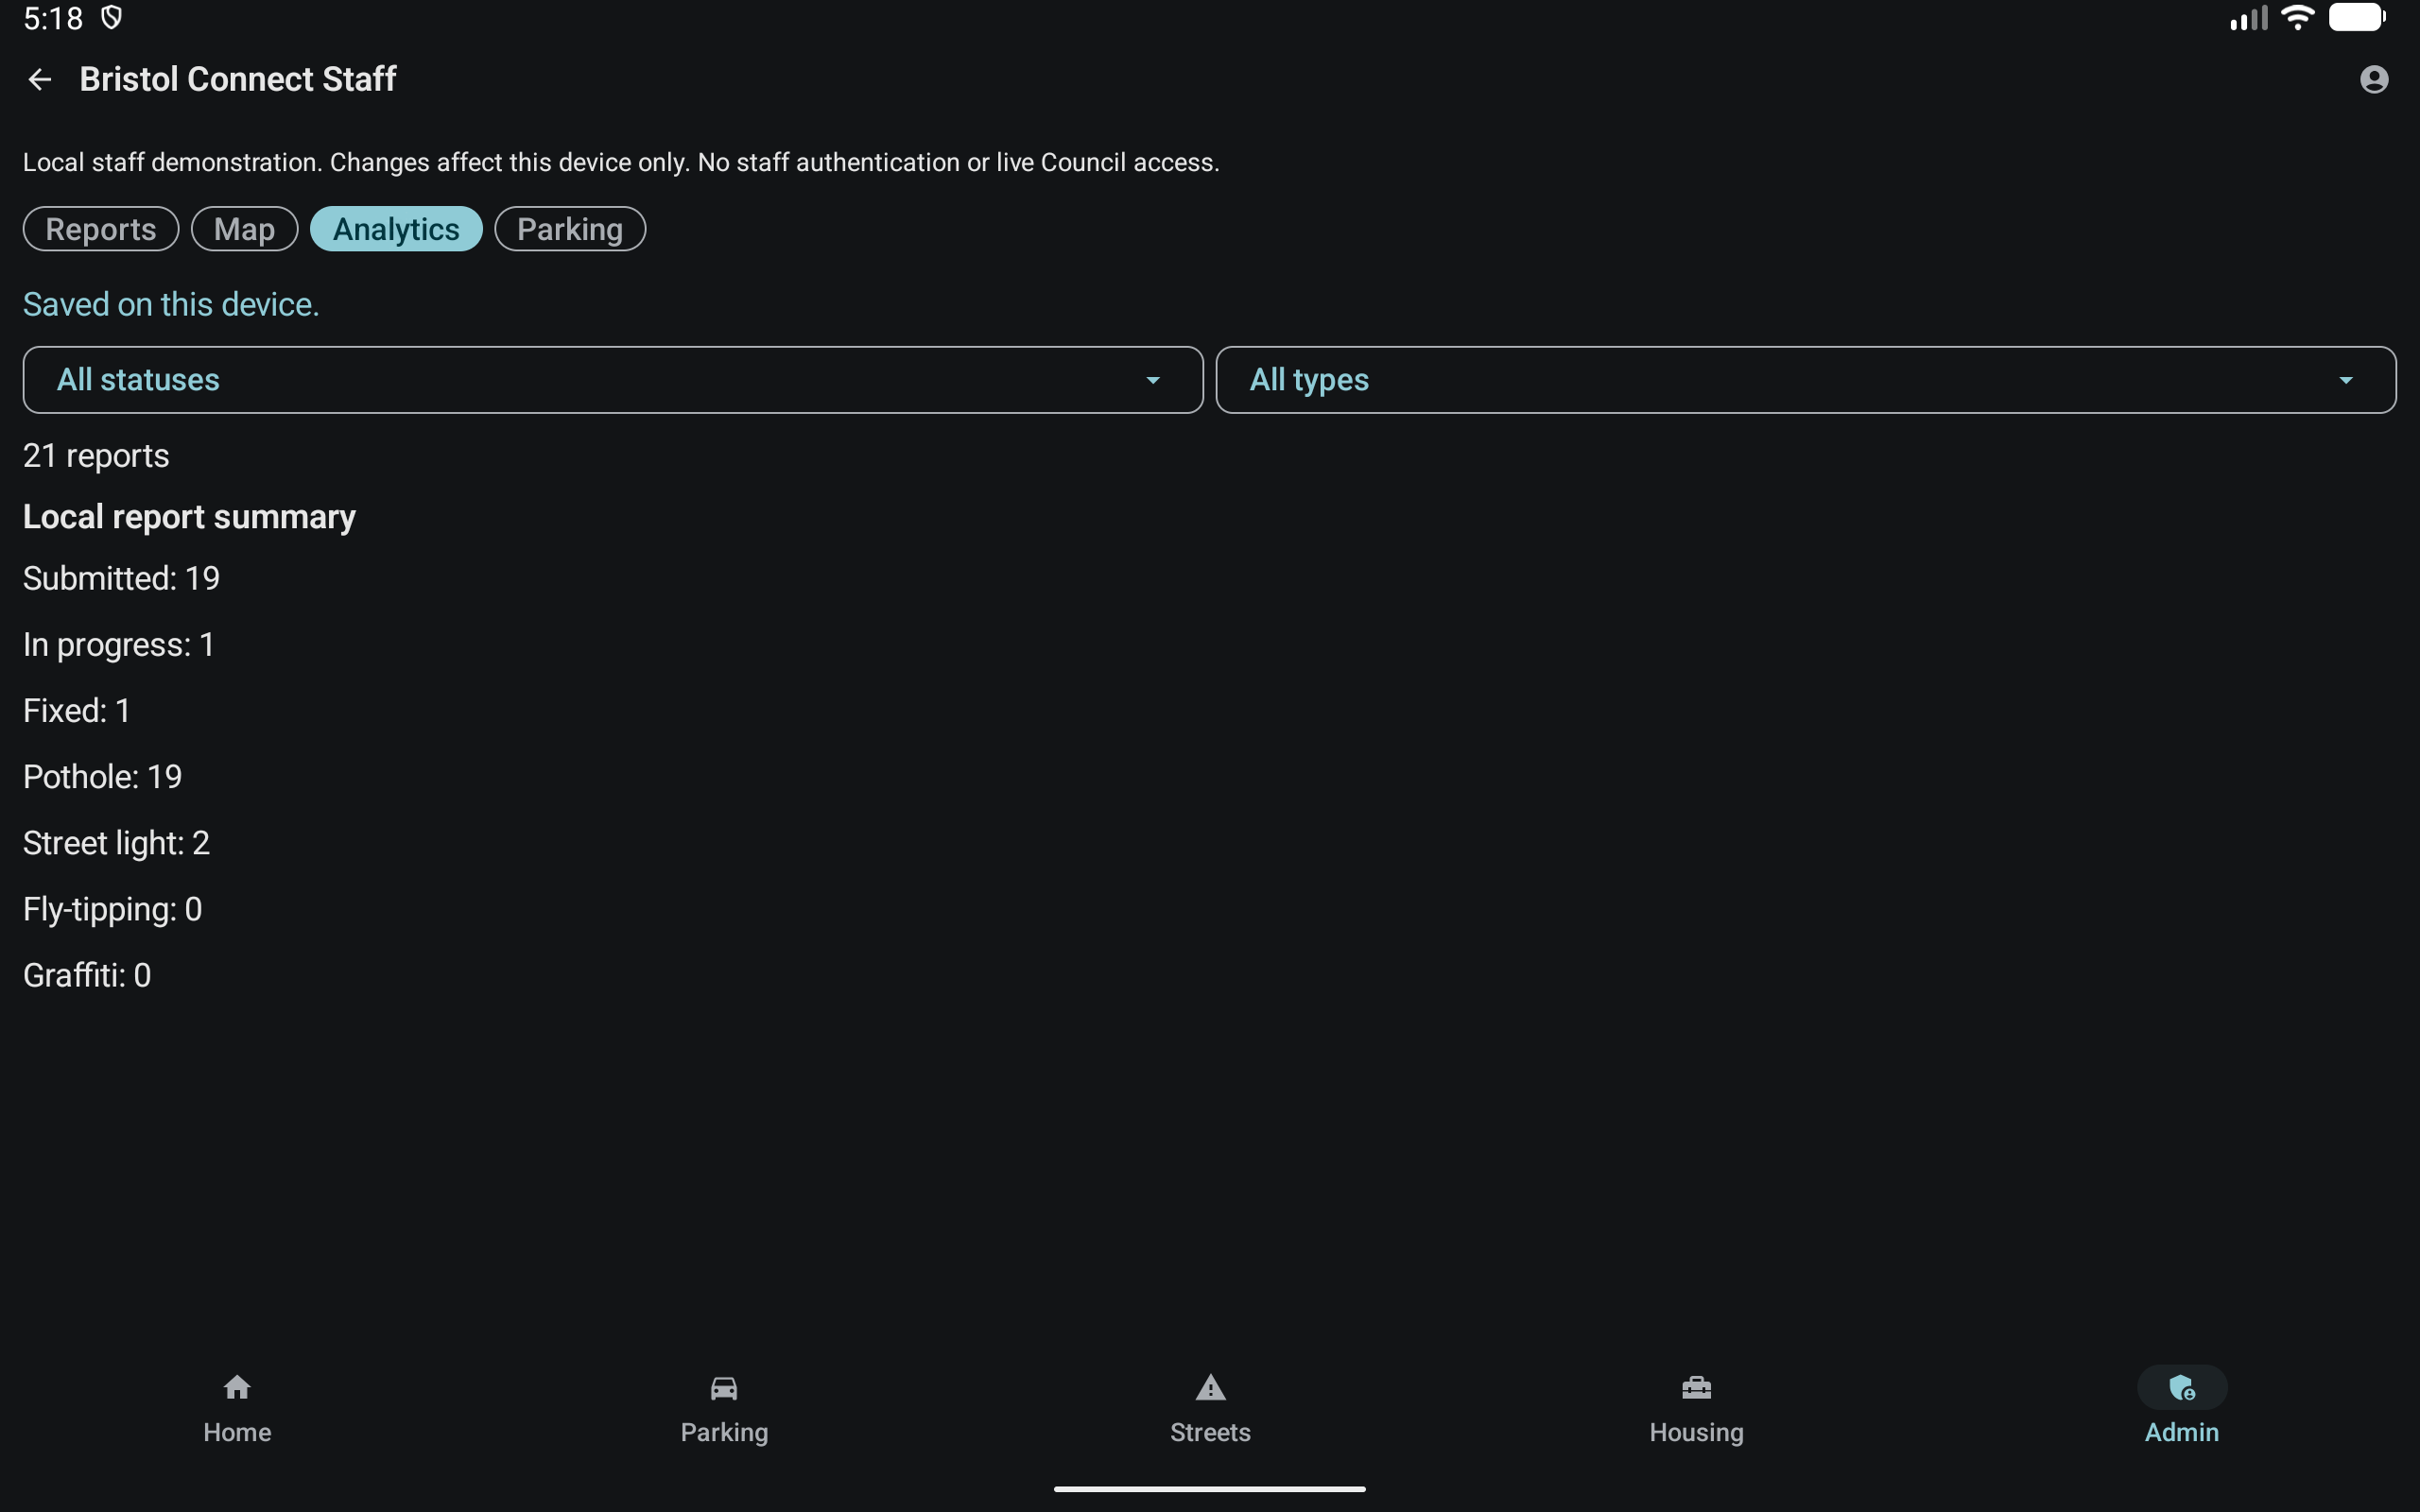 5:18
Bristol Connect Staff
Local staff demonstration. Changes affect this device only. No staff authentication or live Council access.
Reports Map Analytics Parking
Saved on this device.
All statuses All types
21 reports
Local report summary
Submitted: 19
In progress: 1
Fixed: 1
Pothole: 19
Street light: 2
Fly-tipping: 0
Graffiti: 0
Home Parking Streets Housing Admin